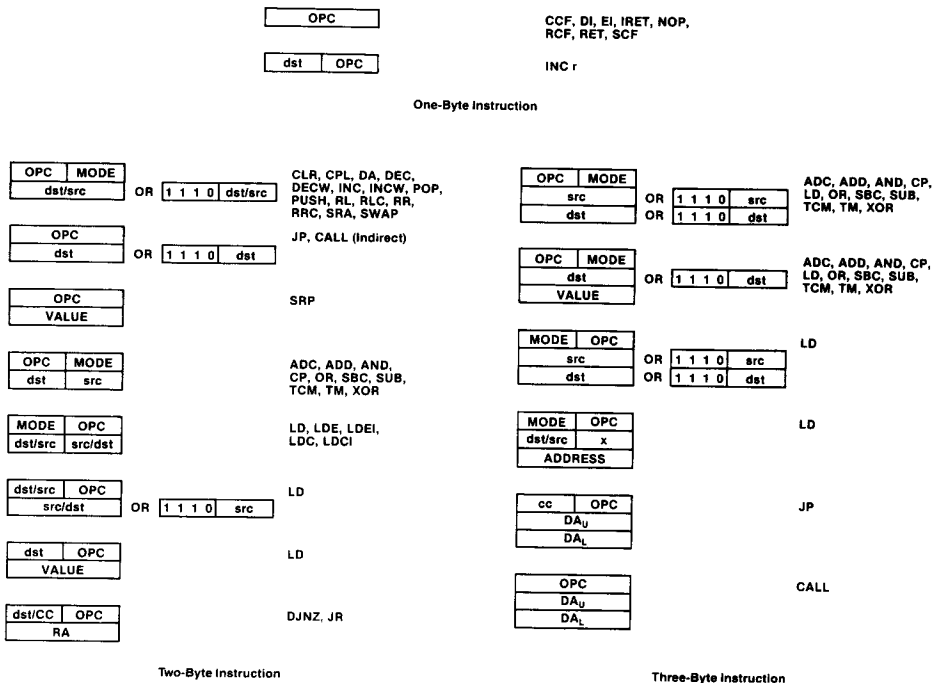 OPC
CCF, DI, EI, IRET, NOP,
RCF, RET, SCF
dst OPC
INC r
One-Byte Instruction
OPC MODE
dst/src OR 1 1 1 0 dst/src
CLR, CPL, DA, DEC,
DECW, INC, INCW, POP,
PUSH, RL, RLC, RR,
RRC, SRA, SWAP
OPC
dst OR 1 1 1 0 dst
JP, CALL (Indirect)
OPC
VALUE
SRP
OPC MODE
dst src
ADC, ADD, AND,
CP, OR, SBC, SUB,
TCM, TM, XOR
MODE OPC
dst/src src/dst
LD, LDE, LDEI,
LDC, LDCI
dst/src OPC
src/dst OR 1 1 1 0 src
LD
dst OPC
VALUE
LD
dst/CC OPC
RA
DJNZ, JR
Two-Byte Instruction
OPC MODE
src OR 1 1 1 0 src
dst OR 1 1 1 0 dst
ADC, ADD, AND, CP,
LD, OR, SBC, SUB,
TCM, TM, XOR
OPC MODE
dst OR 1 1 1 0 dst
VALUE
ADC, ADD, AND, CP,
LD, OR, SBC, SUB,
TCM, TM, XOR
MODE OPC
src OR 1 1 1 0 src
dst OR 1 1 1 0 dst
LD
MODE OPC
dst/src x
ADDRESS
LD
cc OPC
DAU
DAL
JP
OPC
DAU
DAL
CALL
Three-Byte Instruction